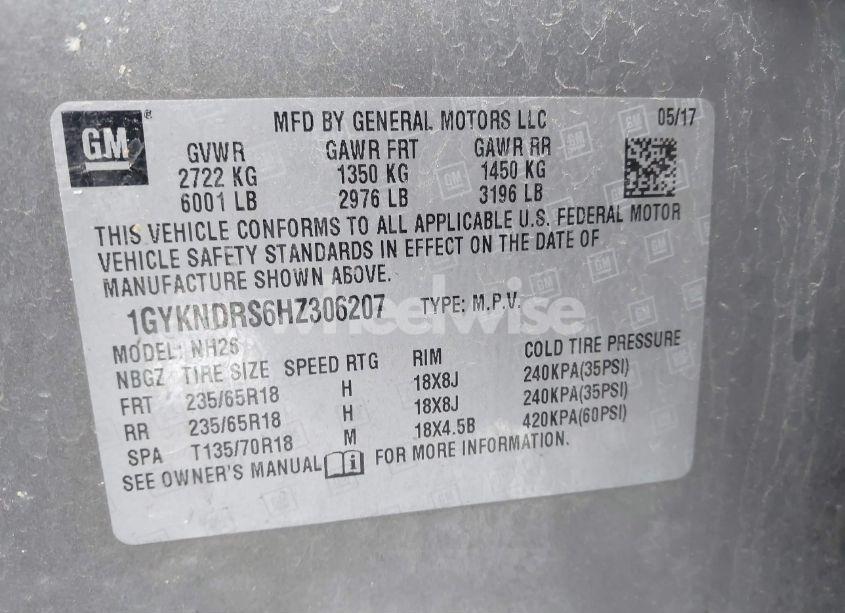 GM
MFD BY GENERAL MOTORS LLC 05/17
GVWR GAWR FRT GAWR RR
2722 KG 1350 KG 1450 KG
6001 LB 2976 LB 3196 LB
THIS VEHICLE CONFORMS TO ALL APPLICABLE U.S. FEDERAL MOTOR
VEHICLE SAFETY STANDARDS IN EFFECT ON THE DATE OF
MANUFACTURE SHOWN ABOVE.
1GYKNDRS6HZ306207 TYPE: M.P.V.
wheelwise
MODEL: NH26
NBGZ TIRE SIZE SPEED RTG RIM COLD TIRE PRESSURE
FRT 235/65R18 H 18X8J 240KPA(35PSI)
RR 235/65R18 H 18X8J 240KPA(35PSI)
SPA T135/70R18 M 18X4.5B 420KPA(60PSI)
SEE OWNER'S MANUAL FOR MORE INFORMATION.